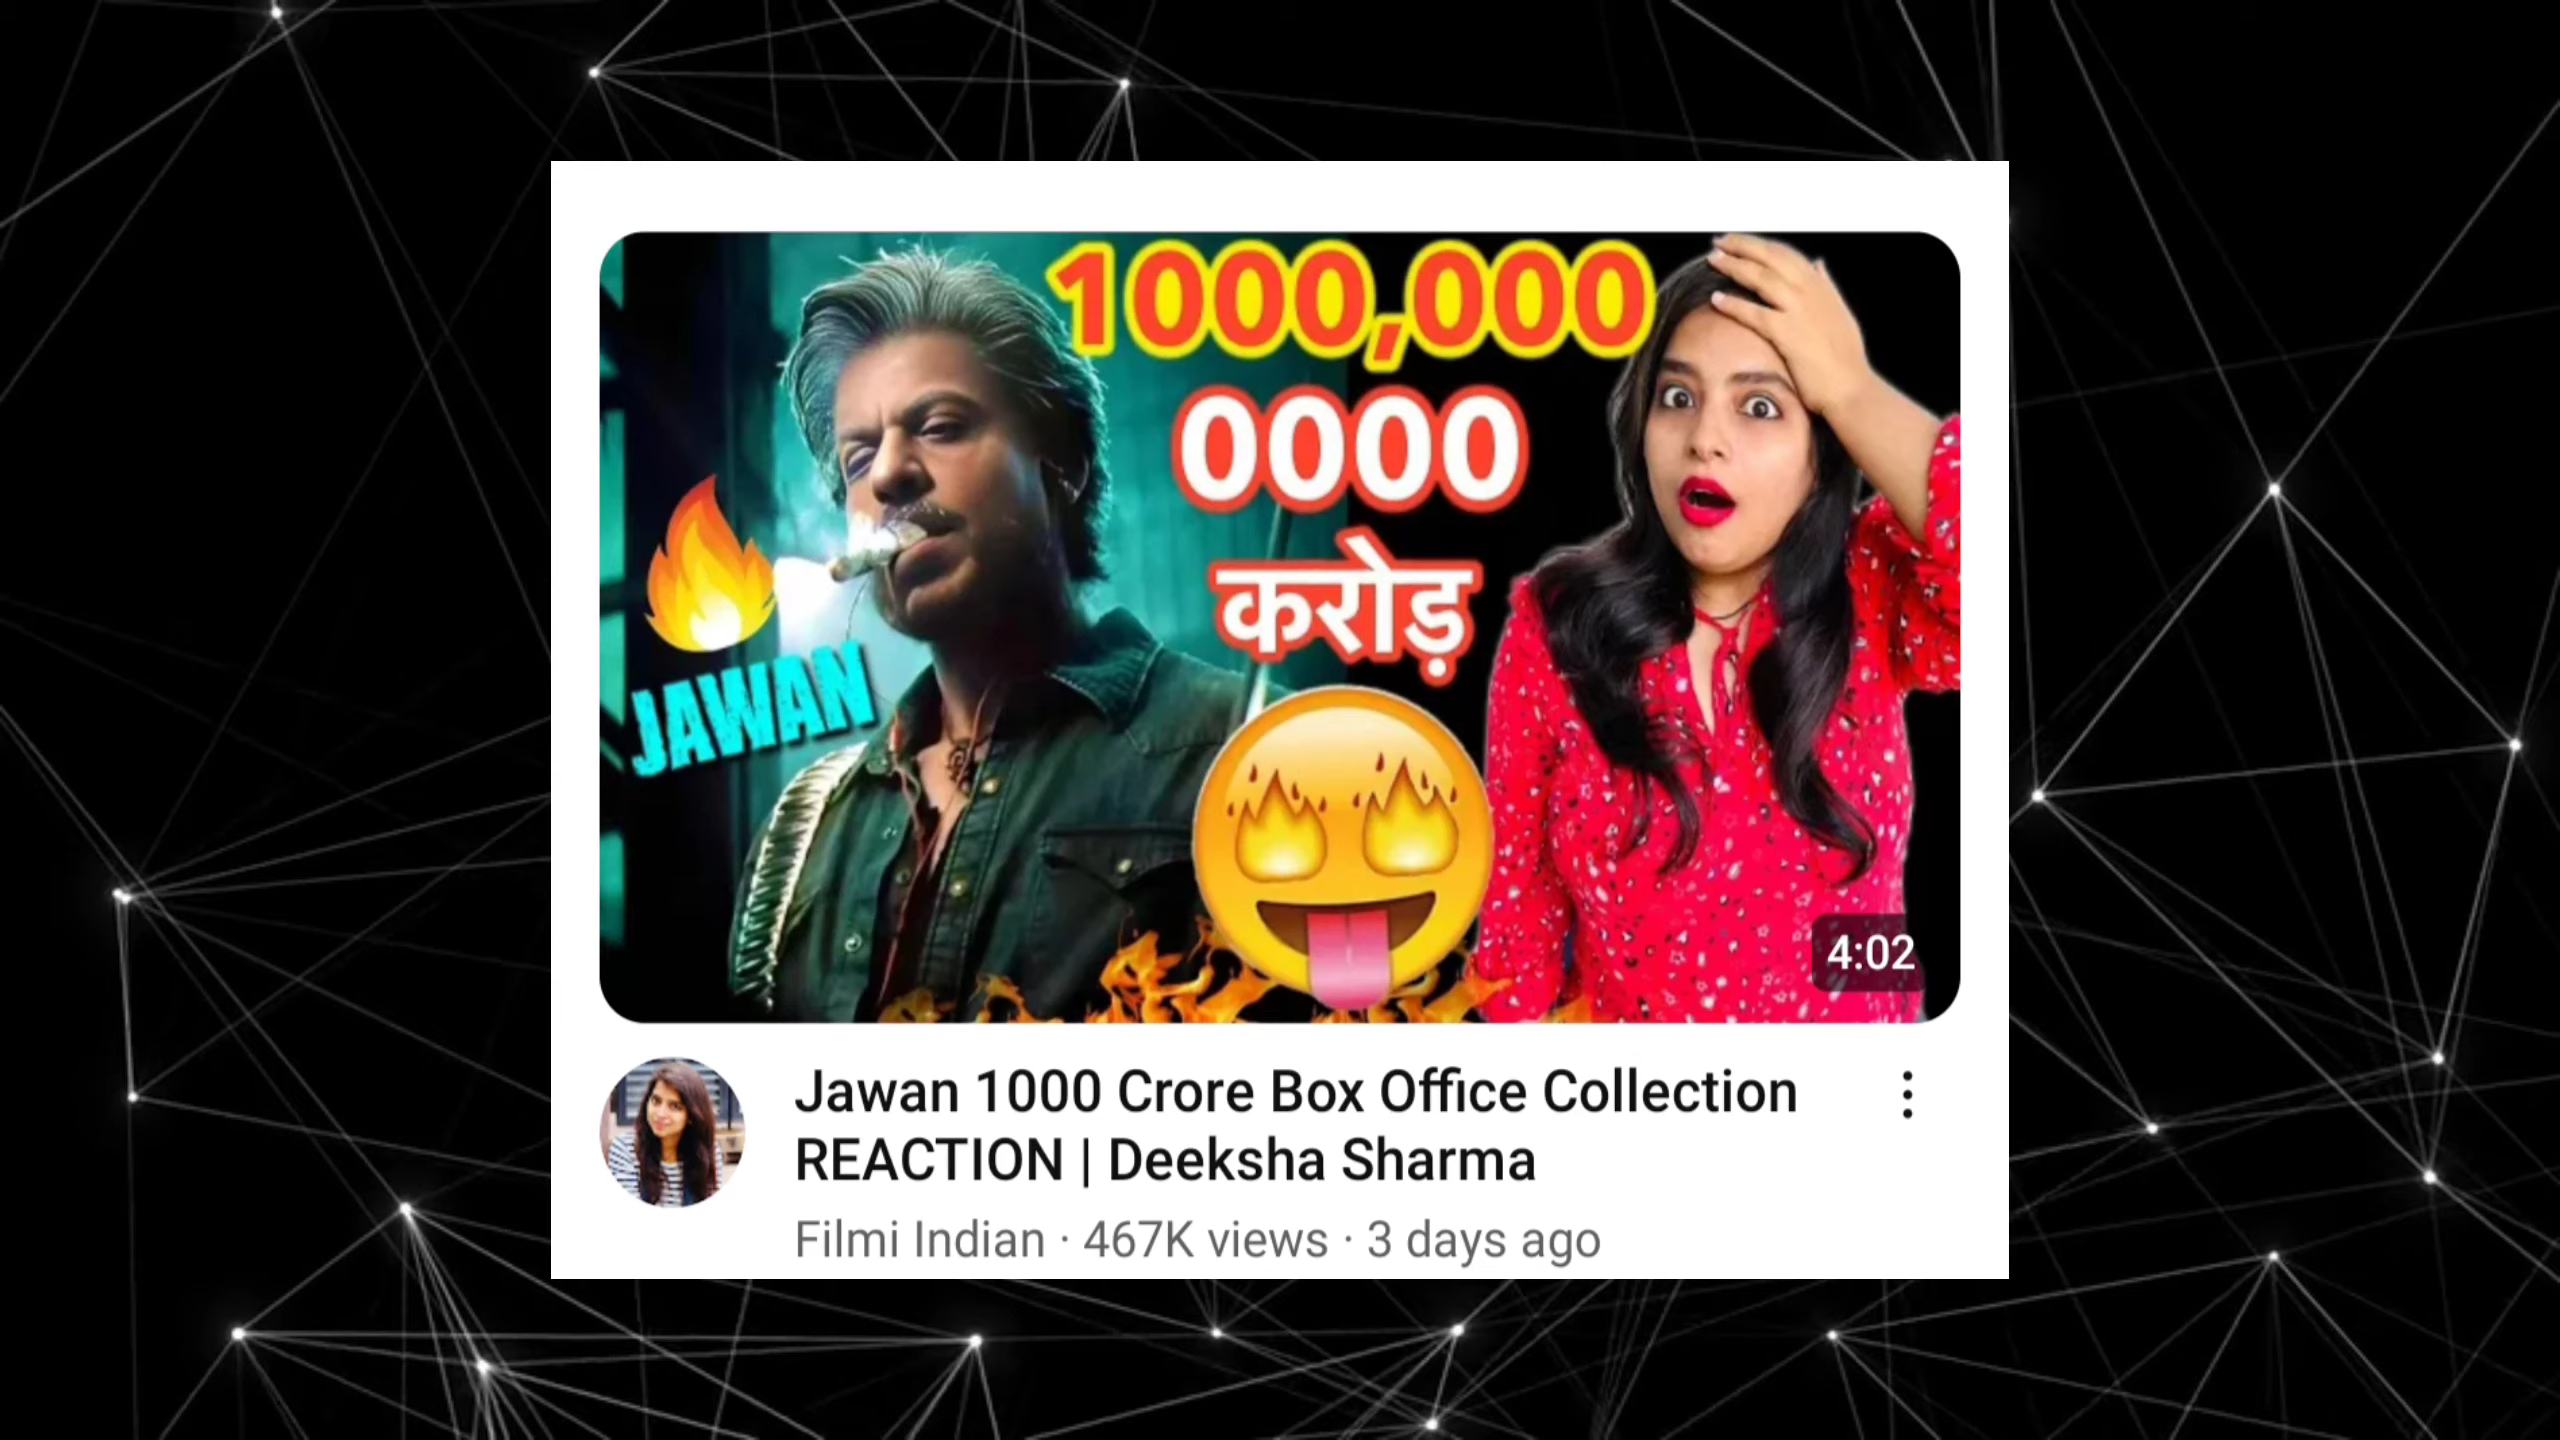 1000,000
0000
करोड़
JAWAN
4:02
Jawan 1000 Crore Box Office Collection
REACTION | Deeksha Sharma
Filmi Indian · 467K views · 3 days ago